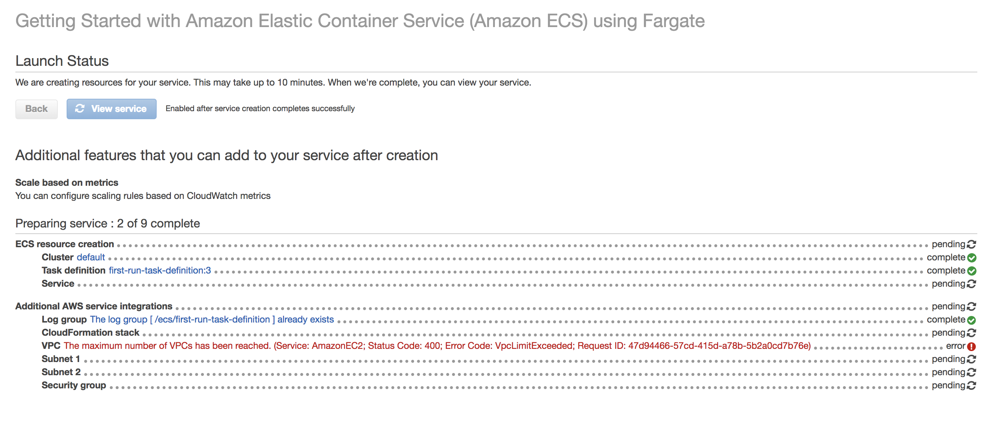 Getting Started with Amazon Elastic Container Service (Amazon ECS) using Fargate
Launch Status
We are creating resources for your service. This may take up to 10 minutes. When we're complete, you can view your service.
Back View service Enabled after service creation completes successfully
Additional features that you can add to your service after creation
Scale based on metrics
You can configure scaling rules based on CloudWatch metrics
Preparing service : 2 of 9 complete
ECS resource creation pending
Cluster default complete
Task definition first-run-task-definition:3 complete
Service pending
Additional AWS service integrations pending
Log group The log group [ /ecs/first-run-task-definition ] already exists complete
CloudFormation stack pending
VPC The maximum number of VPCs has been reached. (Service: AmazonEC2; Status Code: 400; Error Code: VpcLimitExceeded; Request ID: 47d94466-57cd-415d-a78b-5b2a0cd7b76e) error
Subnet 1 pending
Subnet 2 pending
Security group pending